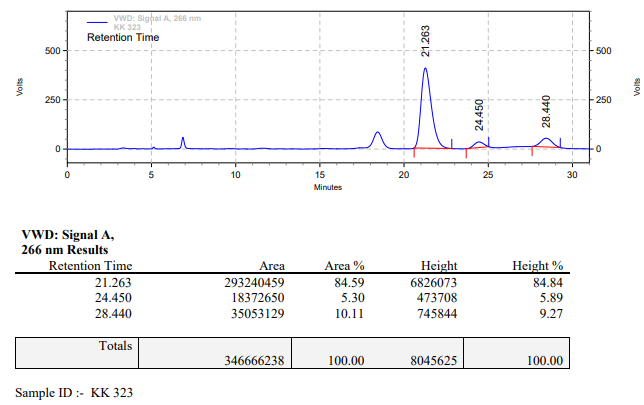 VWD: Signal A, 266 nm
KK 323
Retention Time
500
250
0
Volts
21.263
24.450
28.440
500
250
0
Volts
0 5 10 15 20 25 30
Minutes
VWD: Signal A,
266 nm Results
Retention Time Area Area % Height Height %
21.263 293240459 84.59 6826073 84.84
24.450 18372650 5.30 473708 5.89
28.440 35053129 10.11 745844 9.27
Totals
346666238 100.00 8045625 100.00
Sample ID :- KK 323